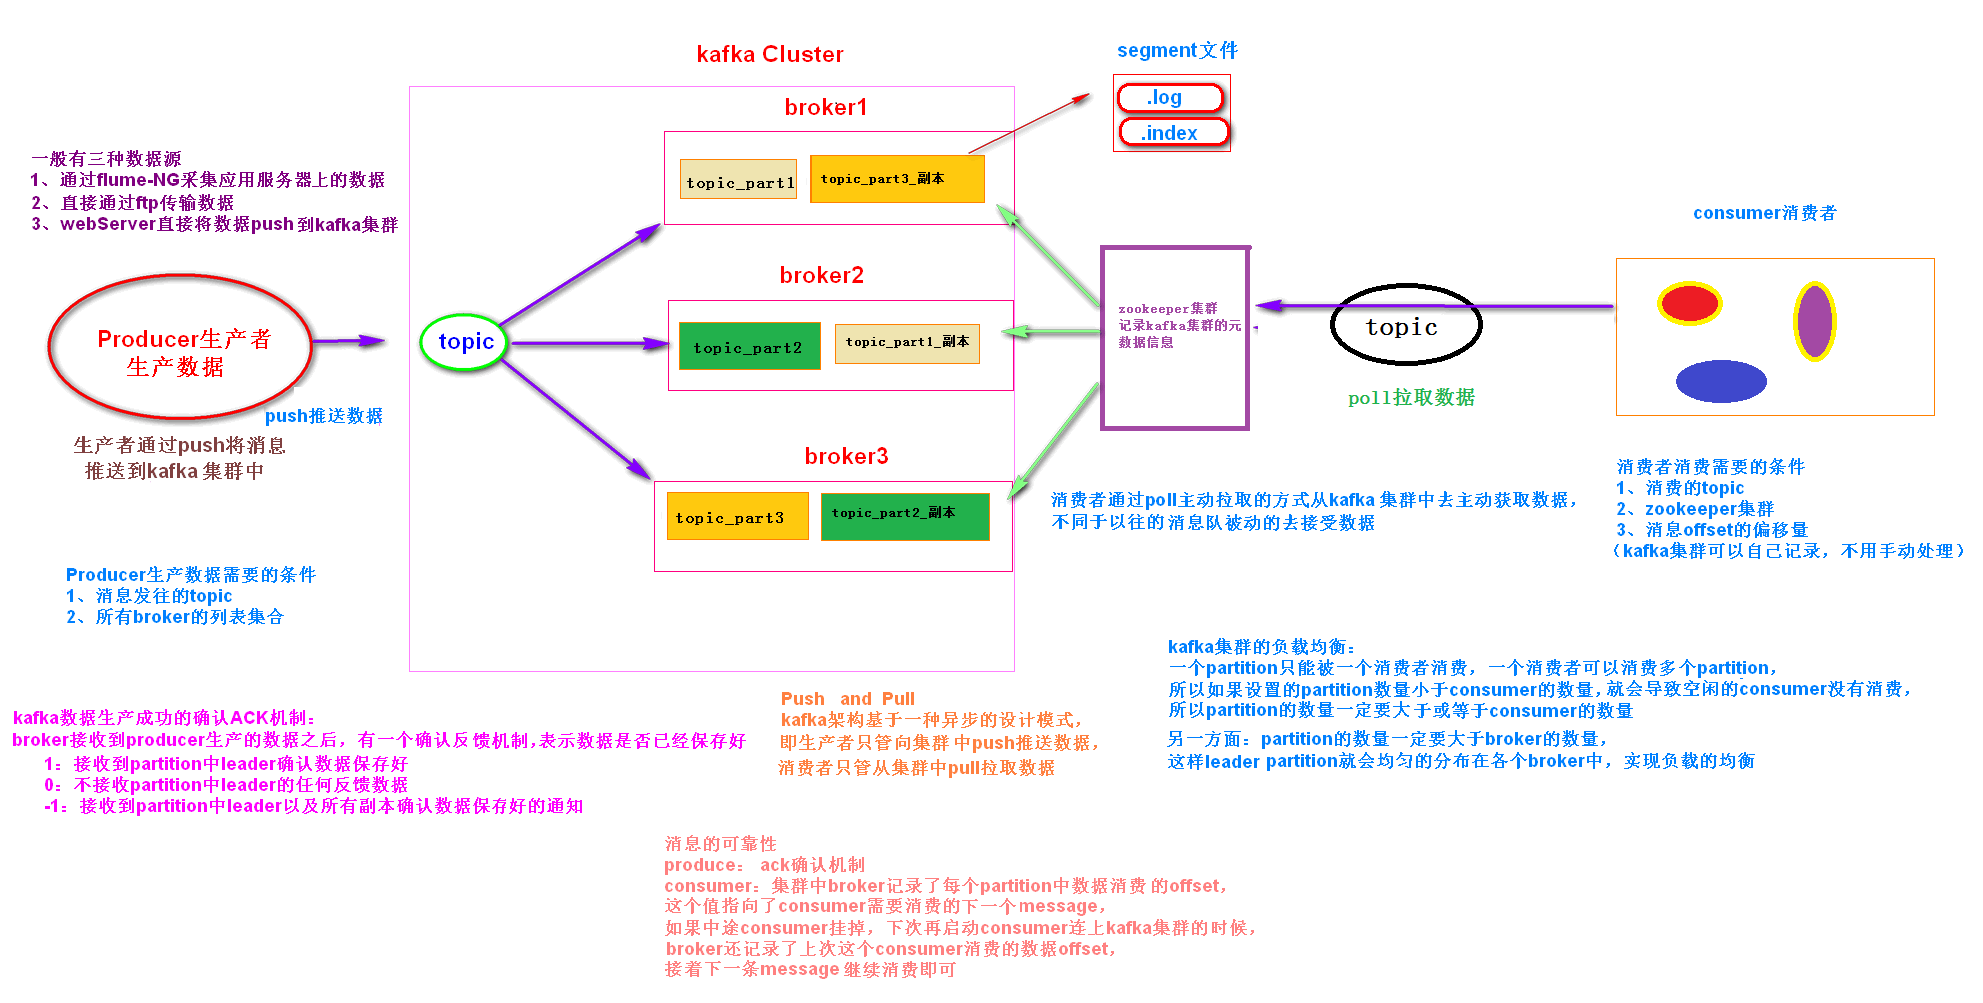 kafka Cluster
segment文件
.log
.index
broker1
topic_part1
topic_part3_副本
一般有三种数据源
1、通过flume-NG采集应用服务器上的数据
2、直接通过ftp传输数据
3、webServer直接将数据push到kafka集群
consumer消费者
broker2
topic_part2
topic_part1_副本
Producer生产者
生产数据
topic
zookeeper集群
记录kafka集群的元
数据信息
topic
poll拉取数据
push推送数据
生产者通过push将消息
推送到kafka 集群中
broker3
topic_part3
topic_part2_副本
消费者通过poll主动拉取的方式从kafka 集群中去主动获取数据，
不同于以往的消息队被动的去接受数据
消费者消费需要的条件
1、消费的topic
2、zookeeper集群
3、消息offset的偏移量
（kafka集群可以自己记录，不用手动处理）
Producer生产数据需要的条件
1、消息发往的topic
2、所有broker的列表集合
kafka集群的负载均衡：
一个partition只能被一个消费者消费，一个消费者可以消费多个partition，
所以如果设置的partition数量小于consumer的数量，就会导致空闲的consumer没有消费，
所以partition的数量一定要大于或等于consumer的数量
另一方面：partition的数量一定要大于broker的数量，
这样leader partition就会均匀的分布在各个broker中，实现负载的均衡
kafka数据生产成功的确认ACK机制：
broker接收到producer生产的数据之后，有一个确认反馈机制，表示数据是否已经保存好
1：接收到partition中leader确认数据保存好
0：不接收partition中leader的任何反馈数据
-1：接收到partition中leader以及所有副本确认数据保存好的通知
Push and Pull
kafka架构基于一种异步的设计模式，
即生产者只管向集群中push推送数据，
消费者只管从集群中pull拉取数据
消息的可靠性
produce： ack确认机制
consumer：集群中broker记录了每个partition中数据消费 的offset，
这个值指向了consumer需要消费的下一个message，
如果中途consumer挂掉，下次再启动consumer连上kafka集群的时候，
broker还记录了上次这个consumer消费的数据offset，
接着下一条message 继续消费即可